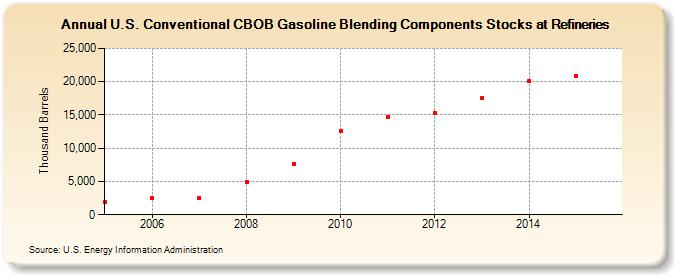 Annual U.S. Conventional CBOB Gasoline Blending Components Stocks at Refineries
Thousand Barrels
25,000
20,000
15,000
10,000
5,000
0
2006 2008 2010 2012 2014
Source: U.S. Energy Information Administration